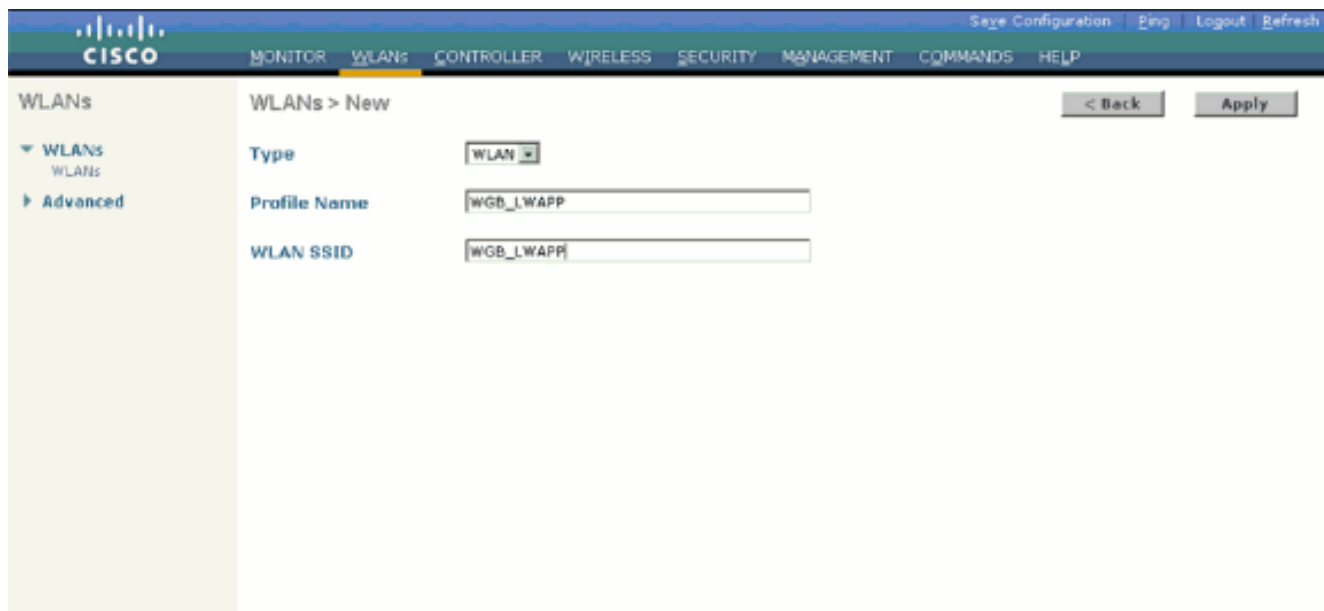 Save Configuration Ping Logout Refresh
CISCO MONITOR WLANs CONTROLLER WIRELESS SECURITY MANAGEMENT COMMANDS HELP
WLANs
WLANs > New
< Back
Apply
WLANs
WLANs
Advanced
Type WLAN
Profile Name WGB_LWAPP
WLAN SSID WGB_LWAPP